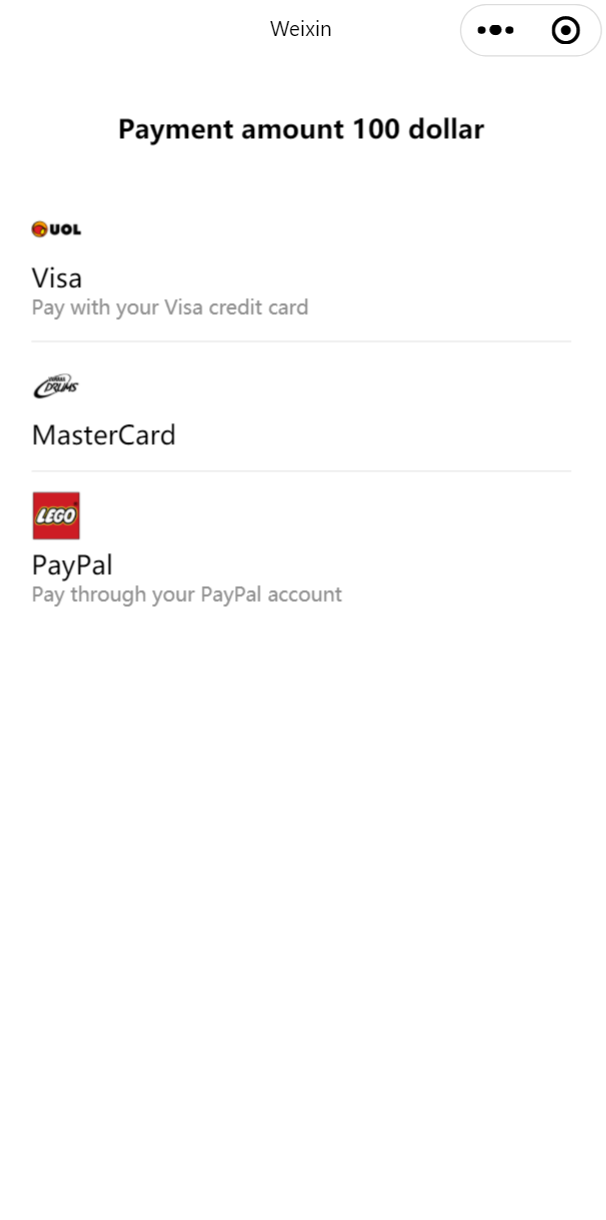 Weixin
Payment amount 100 dollar
UOL
Visa
Pay with your Visa credit card
DRUMS
MasterCard
LEGO
PayPal
Pay through your PayPal account